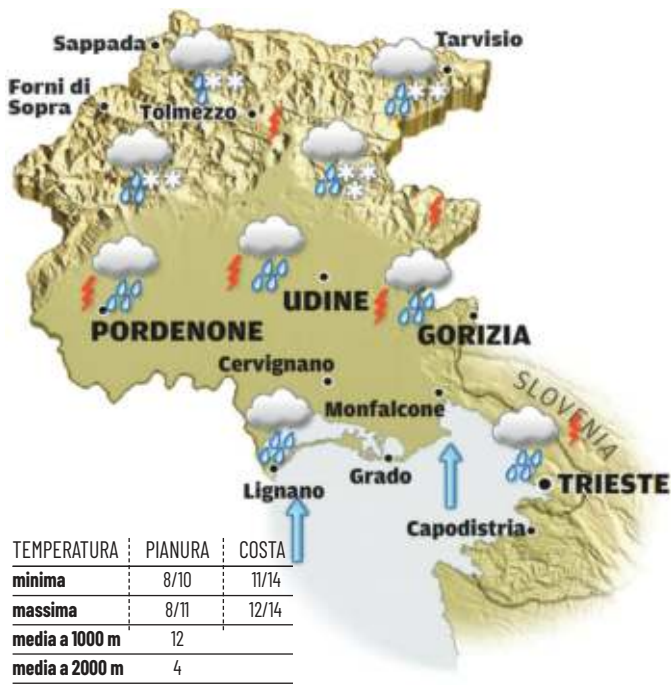 Sappada
Tarvisio
Forni di
Sopra
Tolmezzo
UDINE
PORDENONE
GORIZIA
Cervignano
Monfalcone
SLOVENIA
Grado
Lignano
TRIESTE
Capodistria
TEMPERATURA PIANURA COSTA
minima 8/10 11/14
massima 8/11 12/14
media a 1000 m 12
media a 2000 m 4